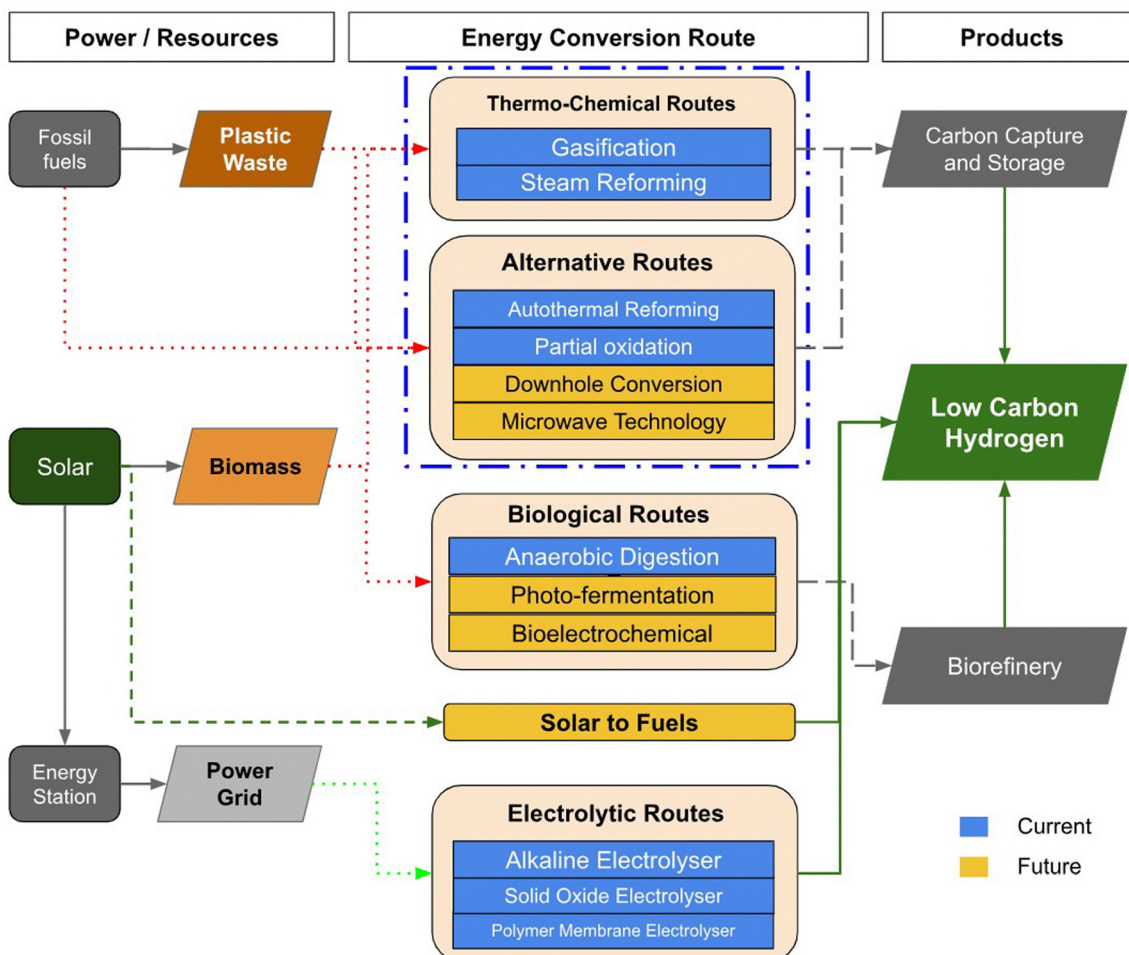 Power / Resources
Energy Conversion Route
Products
Fossil
fuels
Plastic
Waste
Thermo-Chemical Routes
Gasification
Steam Reforming
Carbon Capture
and Storage
Alternative Routes
Autothermal Reforming
Partial oxidation
Downhole Conversion
Microwave Technology
Low Carbon
Hydrogen
Solar
Biomass
Biological Routes
Anaerobic Digestion
Photo-fermentation
Bioelectrochemical
Biorefinery
Solar to Fuels
Energy
Station
Power
Grid
Electrolytic Routes
Alkaline Electrolyser
Solid Oxide Electrolyser
Polymer Membrane Electrolyser
Current
Future